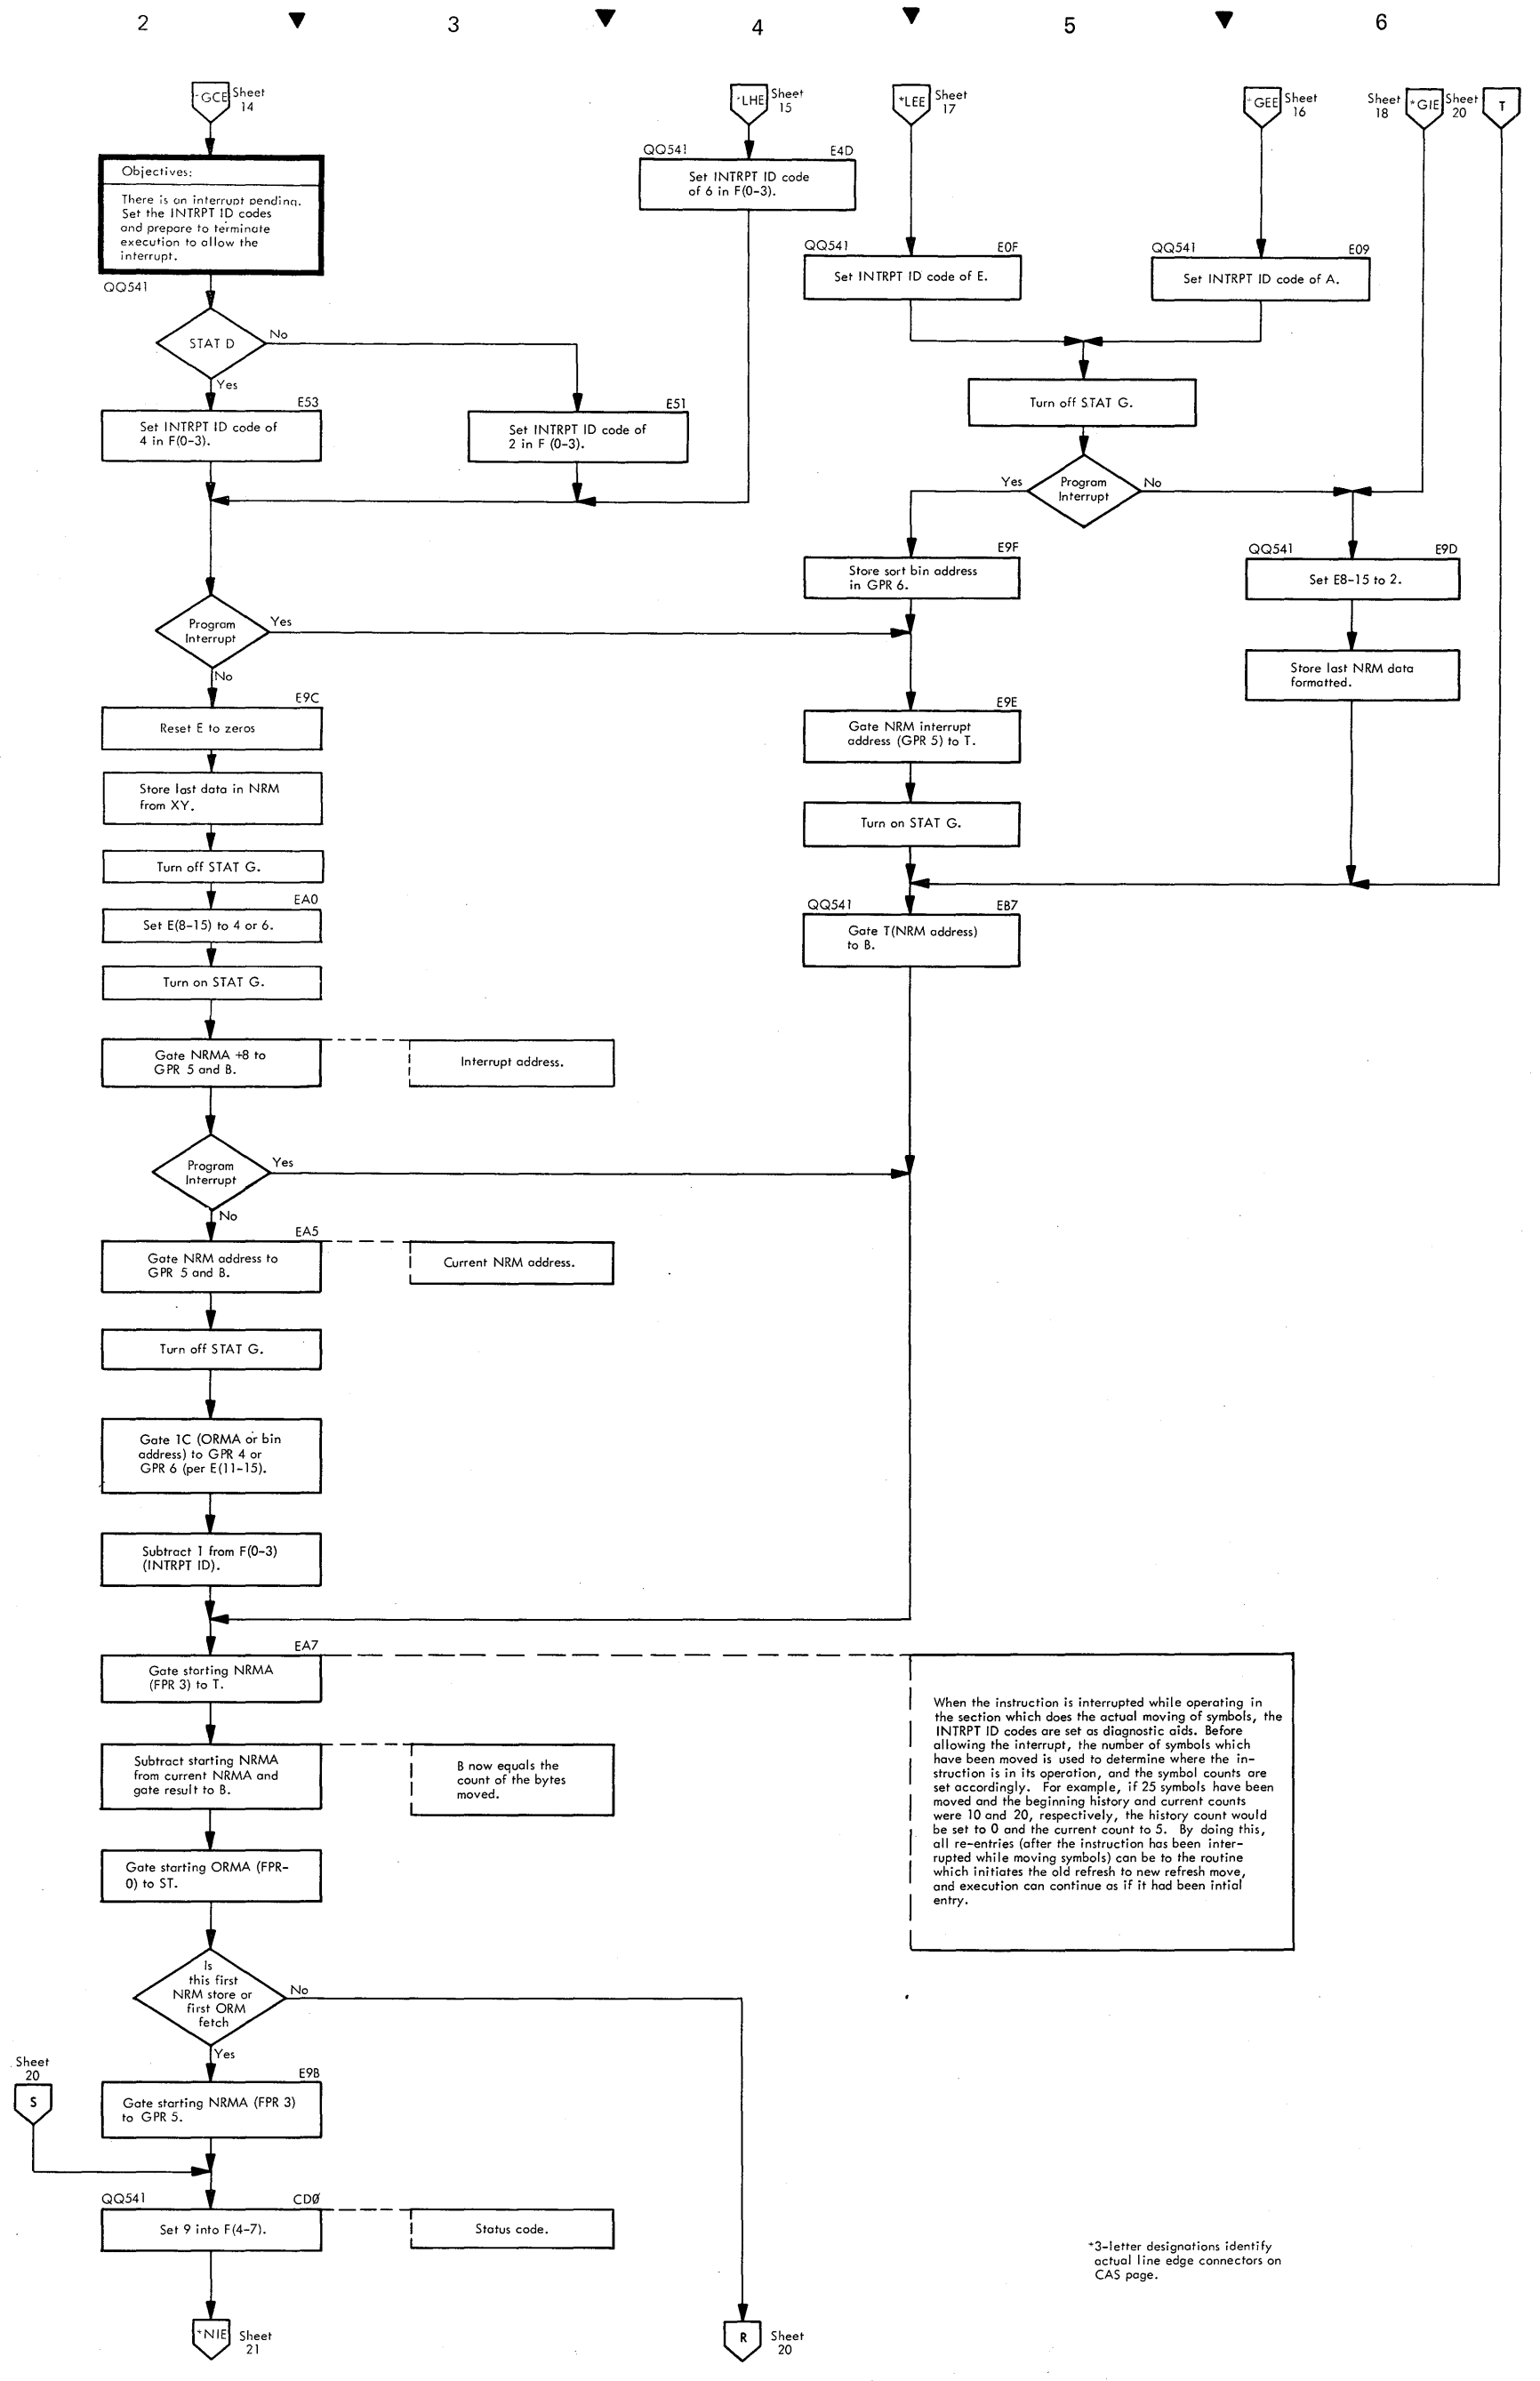 2
3
4
5
6
*GCE
Sheet
14
*LHE
Sheet
15
*LEE
Sheet
17
*GEE
Sheet
16
Sheet
18
*GIE
Sheet
20
T
Objectives:
There is an interrupt pending.
Set the INTRPT ID codes
and prepare to terminate
execution to allow the
interrupt.
QQ541
QQ541
E4D
Set INTRPT ID code
of 6 in F(0-3).
QQ541
E0F
Set INTRPT ID code of E.
QQ541
E09
Set INTRPT ID code of A.
STAT D
No
Yes
E53
Set INTRPT ID code of
4 in F(0-3).
E51
Set INTRPT ID code of
2 in F (0-3).
Turn off STAT G.
Yes
Program
Interrupt
No
E9F
Store sort bin address
in GPR 6.
QQ541
E9D
Set E8-15 to 2.
Program
Interrupt
Yes
No
Store last NRM data
formatted.
E9C
Reset E to zeros
E9E
Gate NRM interrupt
address (GPR 5) to T.
Store last data in NRM
from XY.
Turn on STAT G.
Turn off STAT G.
EA0
Set E(8-15) to 4 or 6.
QQ541
EB7
Gate T(NRM address)
to B.
Turn on STAT G.
Gate NRMA +8 to
GPR 5 and B.
Interrupt address.
Program
Interrupt
Yes
No
EA5
Gate NRM address to
GPR 5 and B.
Current NRM address.
Turn off STAT G.
Gate 1C (ORMA or bin
address) to GPR 4 or
GPR 6 (per E(11-15).
Subtract 1 from F(0-3)
(INTRPT ID).
EA7
Gate starting NRMA
(FPR 3) to T.
When the instruction is interrupted while operating in
the section which does the actual moving of symbols, the
INTRPT ID codes are set as diagnostic aids. Before
allowing the interrupt, the number of symbols which
have been moved is used to determine where the in-
struction is in its operation, and the symbol counts are
set accordingly. For example, if 25 symbols have been
moved and the beginning history and current counts
were 10 and 20, respectively, the history count would
be set to 0 and the current count to 5. By doing this,
all re-entries (after the instruction has been inter-
rupted while moving symbols) can be to the routine
which initiates the old refresh to new refresh move,
and execution can continue as if it had been intial
entry.
Subtract starting NRMA
from current NRMA and
gate result to B.
B now equals the
count of the bytes
moved.
Gate starting ORMA (FPR-
0) to ST.
Is
this first
NRM store or
first ORM
fetch
No
Yes
Sheet
20
S
E9B
Gate starting NRMA (FPR 3)
to GPR 5.
QQ541
CDØ
Set 9 into F(4-7).
Status code.
*3-letter designations identify
actual line edge connectors on
CAS page.
*NIE
Sheet
21
R
Sheet
20